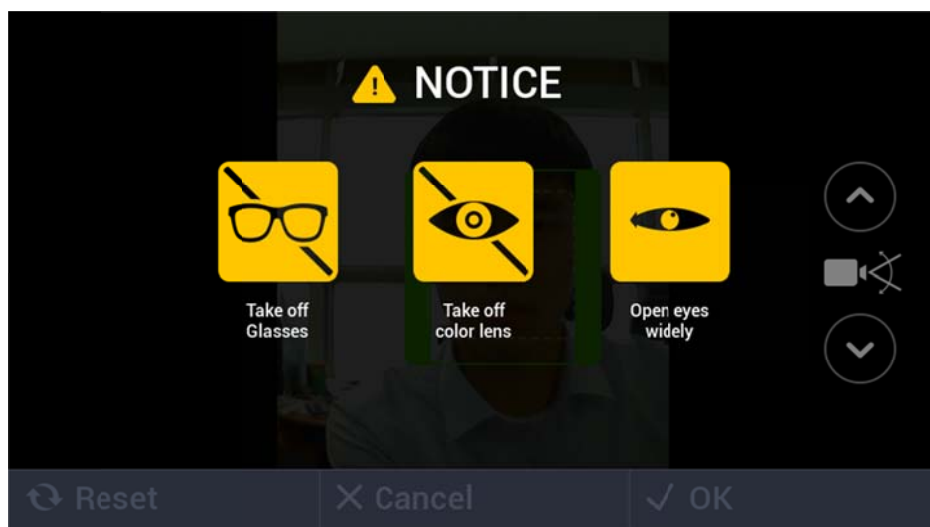 NOTICE
Take off
Glasses
Take off
color lens
Open eyes
widely
Reset
Cancel
OK